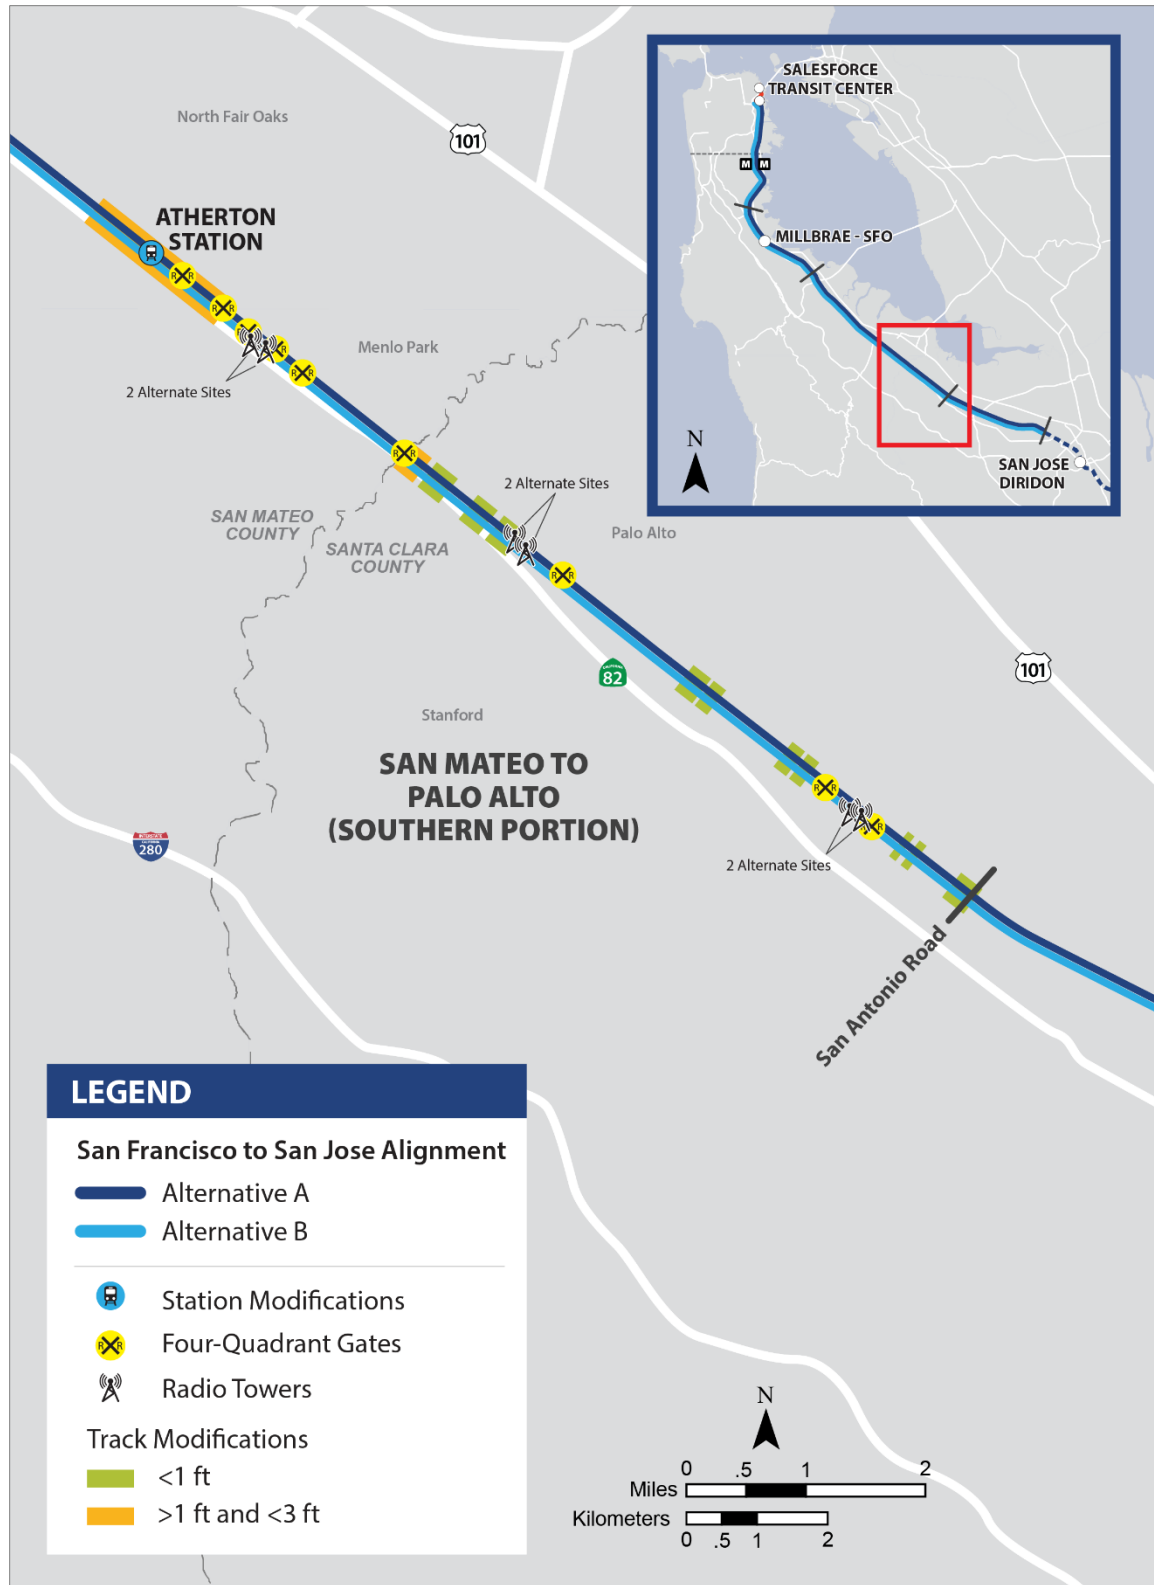 North Fair Oaks
101
ATHERTON
STATION
Menlo Park
2 Alternate Sites
2 Alternate Sites
SAN MATEO
COUNTY
SANTA CLARA
COUNTY
Palo Alto
CALIFORNIA
82
101
Stanford
SAN MATEO TO
PALO ALTO
(SOUTHERN PORTION)
INTERSTATE
CALIFORNIA
280
2 Alternate Sites
San Antonio Road
SALESFORCE
TRANSIT CENTER
M M
MILLBRAE - SFO
N
SAN JOSE
DIRIDON
LEGEND
San Francisco to San Jose Alignment
Alternative A
Alternative B
Station Modifications
R R
Four-Quadrant Gates
Radio Towers
Track Modifications
<1 ft
>1 ft and <3 ft
N
0 .5 1 2
Miles
Kilometers
0 .5 1 2